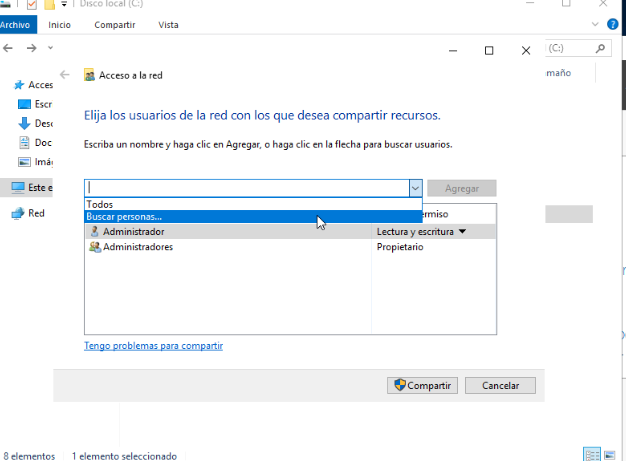 Disco local (C:)
Archivo Inicio Compartir Vista
(C:)
Acceso a la red
Acces
maño
Escr
Elija los usuarios de la red con los que desea compartir recursos.
Desc
Doc
Escriba un nombre y haga clic en Agregar, o haga clic en la flecha para buscar usuarios.
Imág
Este e
Agregar
Todos
Red
Buscar personas...
ermiso
Administrador Lectura y escritura
Administradores Propietario
Tengo problemas para compartir
Compartir Cancelar
8 elementos 1 elemento seleccionado